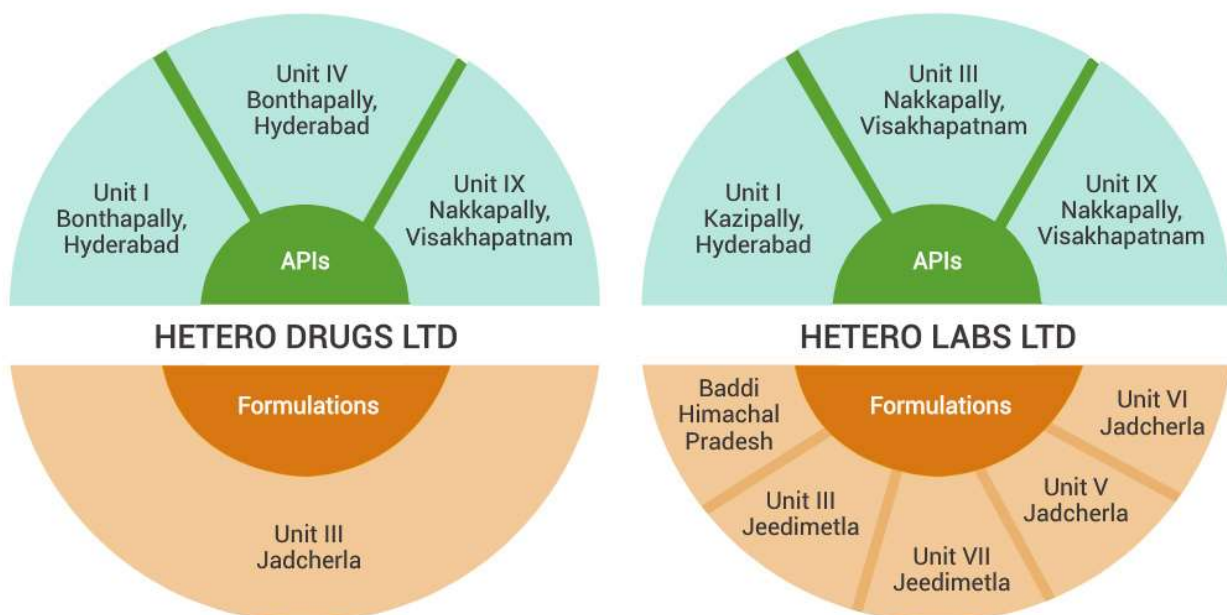 Unit IV
Bonthapally,
Hyderabad
Unit I
Bonthapally,
Hyderabad
Unit IX
Nakkapally,
Visakhapatnam
APIs
HETERO DRUGS LTD
Formulations
Unit III
Jadcherla
Unit III
Nakkapally,
Visakhapatnam
Unit I
Kazipally,
Hyderabad
Unit IX
Nakkapally,
Visakhapatnam
APIs
HETERO LABS LTD
Formulations
Baddi
Himachal
Pradesh
Unit III
Jeedimetla
Unit VII
Jeedimetla
Unit V
Jadcherla
Unit VI
Jadcherla